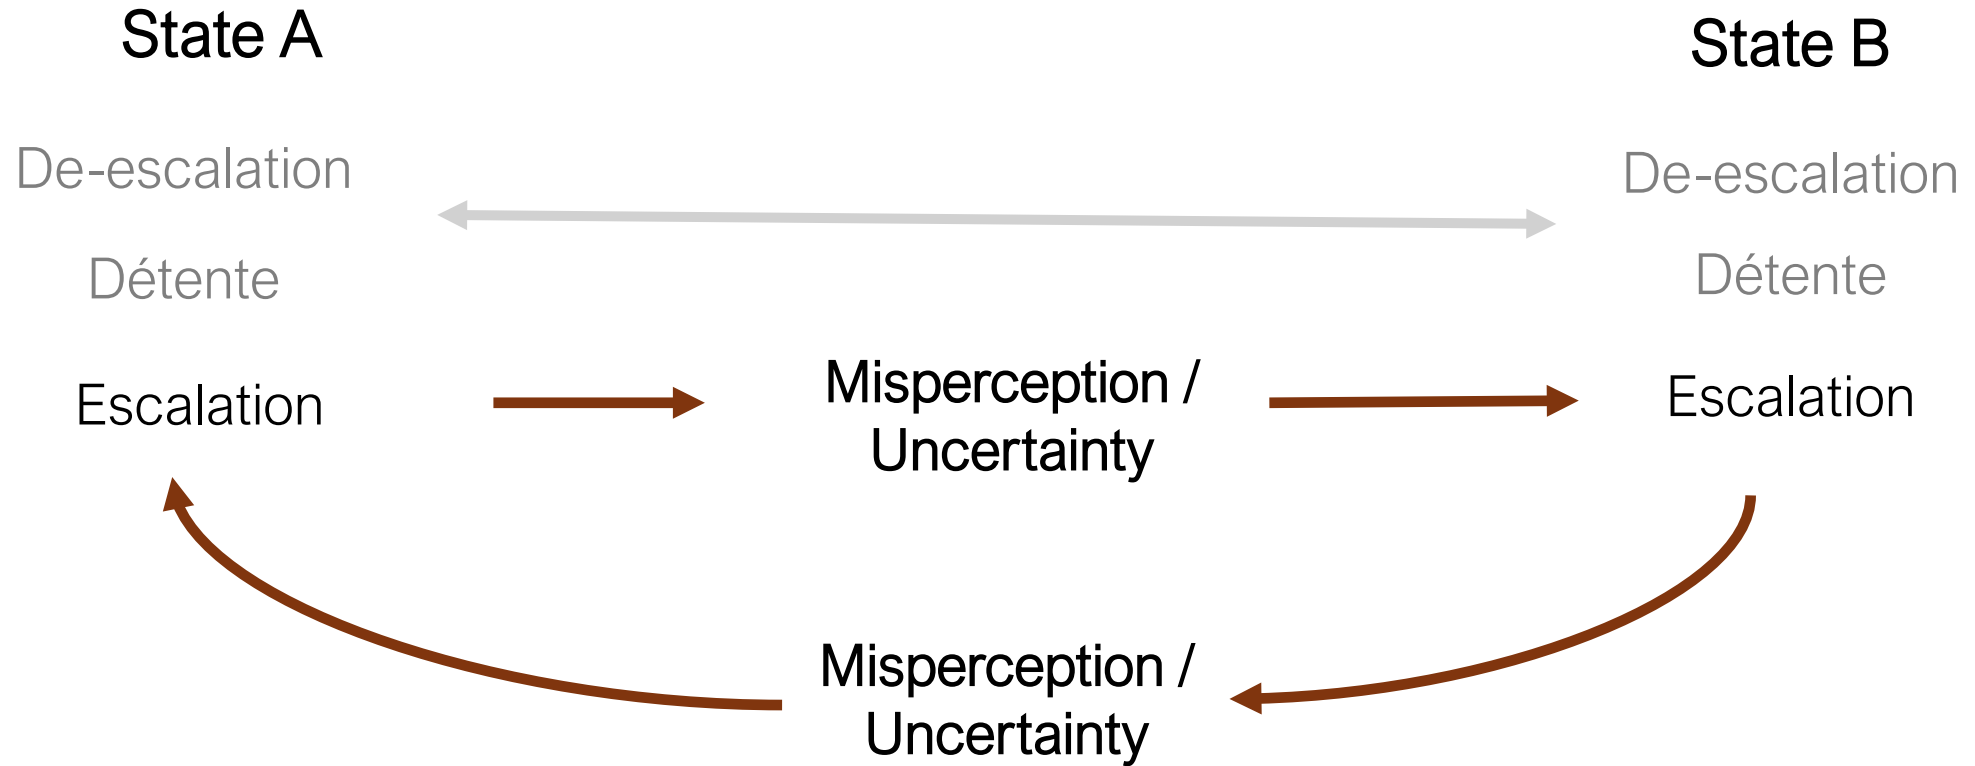 State A
State B
De-escalation
De-escalation
Détente
Détente
Escalation
Misperception /
Uncertainty
Escalation
Misperception /
Uncertainty